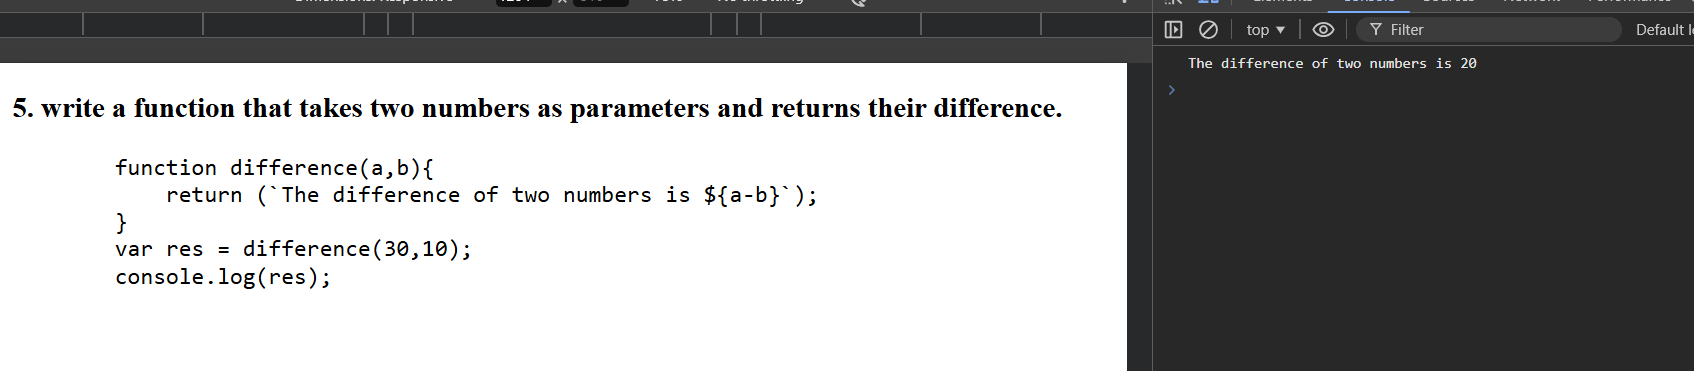 top ▼
Filter
Default
The difference of two numbers is 20
>
5. write a function that takes two numbers as parameters and returns their difference.
function difference(a,b){
    return (`The difference of two numbers is ${a-b}`);
}
var res = difference(30,10);
console.log(res);